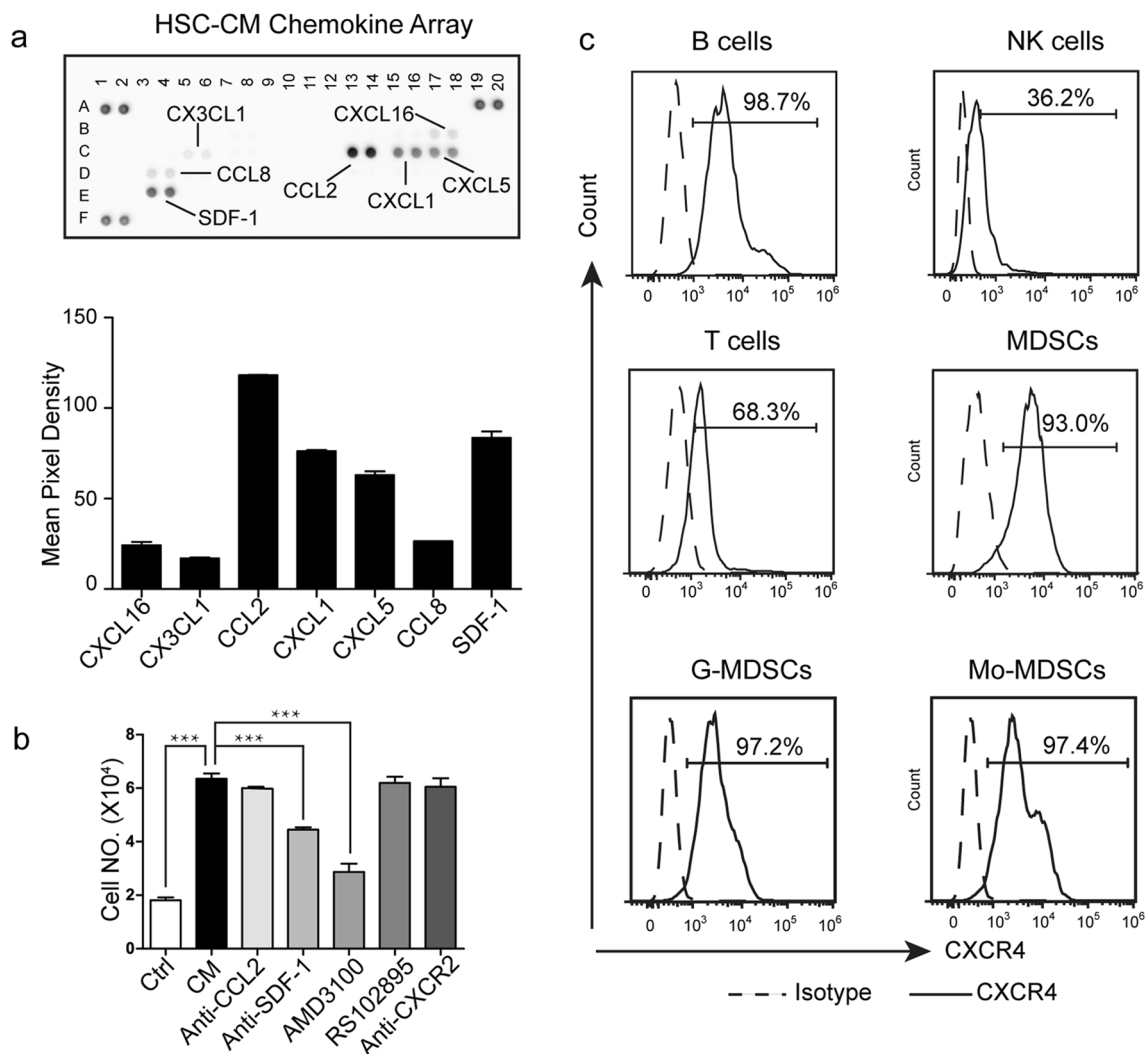 a
HSC-CM Chemokine Array
1 2 3 4 5 6 7 8 9 10 11 12 13 14 15 16 17 18 19 20
A
B
C
D
E
F
CX3CL1
CXCL16
CCL8
CCL2
CXCL1
CXCL5
SDF-1
Mean Pixel Density
150
100
50
0
CXCL16
CX3CL1
CCL2
CXCL1
CXCL5
CCL8
SDF-1
b
Cell NO. (X10⁴)
8
6
4
2
0
***
***
***
Ctrl
CM
Anti-CCL2
Anti-SDF-1
AMD3100
RS102895
Anti-CXCR2
c
B cells
98.7%
Count
0 10³ 10⁴ 10⁵ 10⁶
NK cells
36.2%
Count
0 10³ 10⁴ 10⁵ 10⁶
T cells
68.3%
0 10³ 10⁴ 10⁵ 10⁶
MDSCs
93.0%
Count
0 10³ 10⁴ 10⁵ 10⁶
G-MDSCs
97.2%
0 10³ 10⁴ 10⁵ 10⁶
Mo-MDSCs
97.4%
Count
0 10³ 10⁴ 10⁵ 10⁶
CXCR4
Isotype
CXCR4